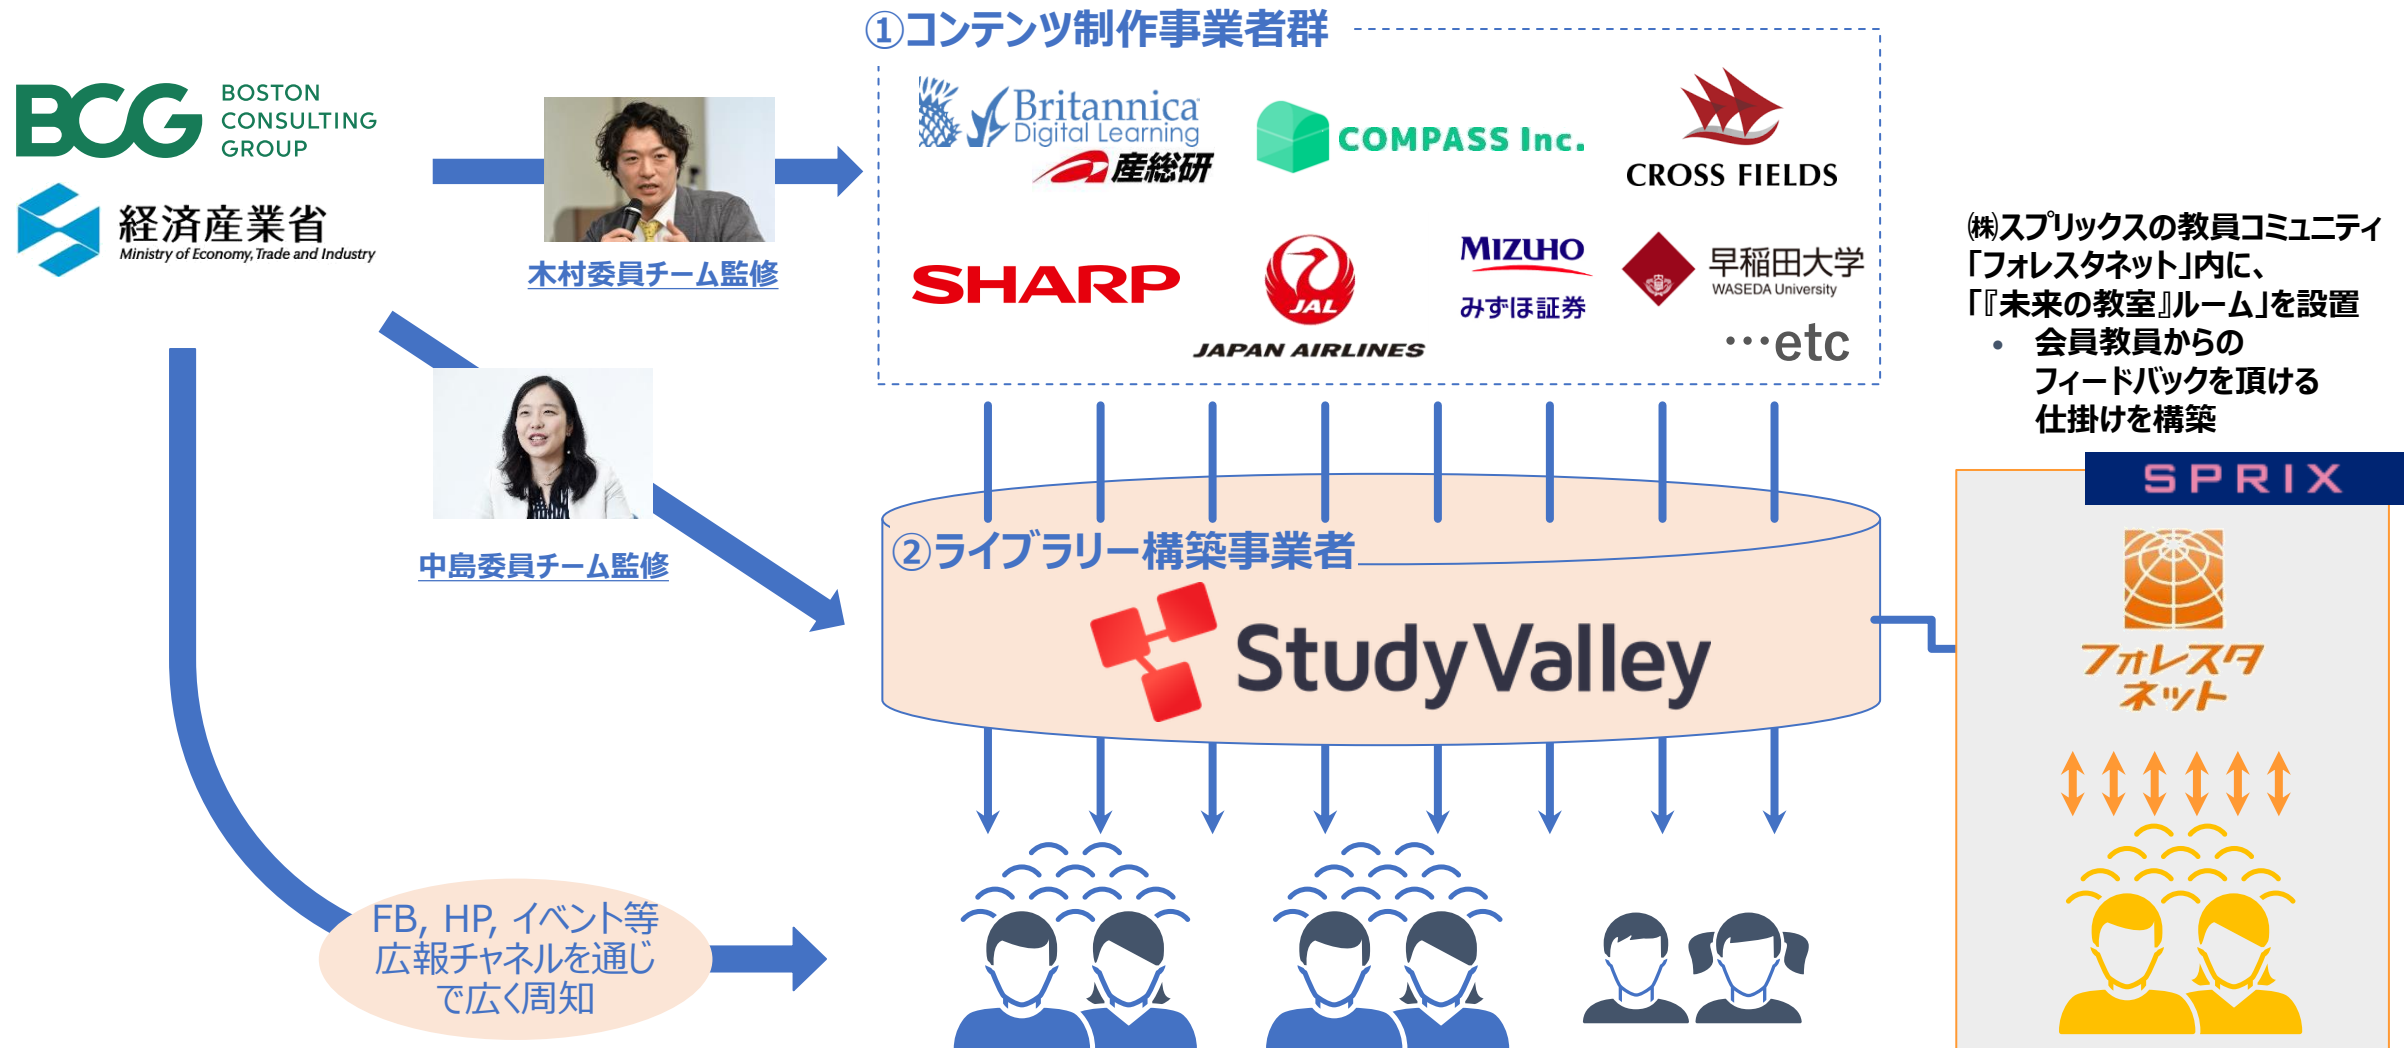 ①コンテンツ制作事業者群
BCG
BOSTON
CONSULTING
GROUP
経済産業省
Ministry of Economy, Trade and Industry
木村委員チーム監修
中島委員チーム監修
Britannica
Digital Learning
産総研
COMPASS Inc.
CROSS FIELDS
SHARP
JAL
JAPAN AIRLINES
MIZUHO
みずほ証券
早稲田大学
WASEDA University
…etc
㈱スプリックスの教員コミュニティ
「フォレスタネット」内に、
「『未来の教室』ルーム」を設置
• 会員教員からの
フィードバックを頂ける
仕掛けを構築
②ライブラリー構築事業者
StudyValley
SPRIX
フォレスタ
ネット
FB, HP, イベント等
広報チャネルを通じ
て広く周知